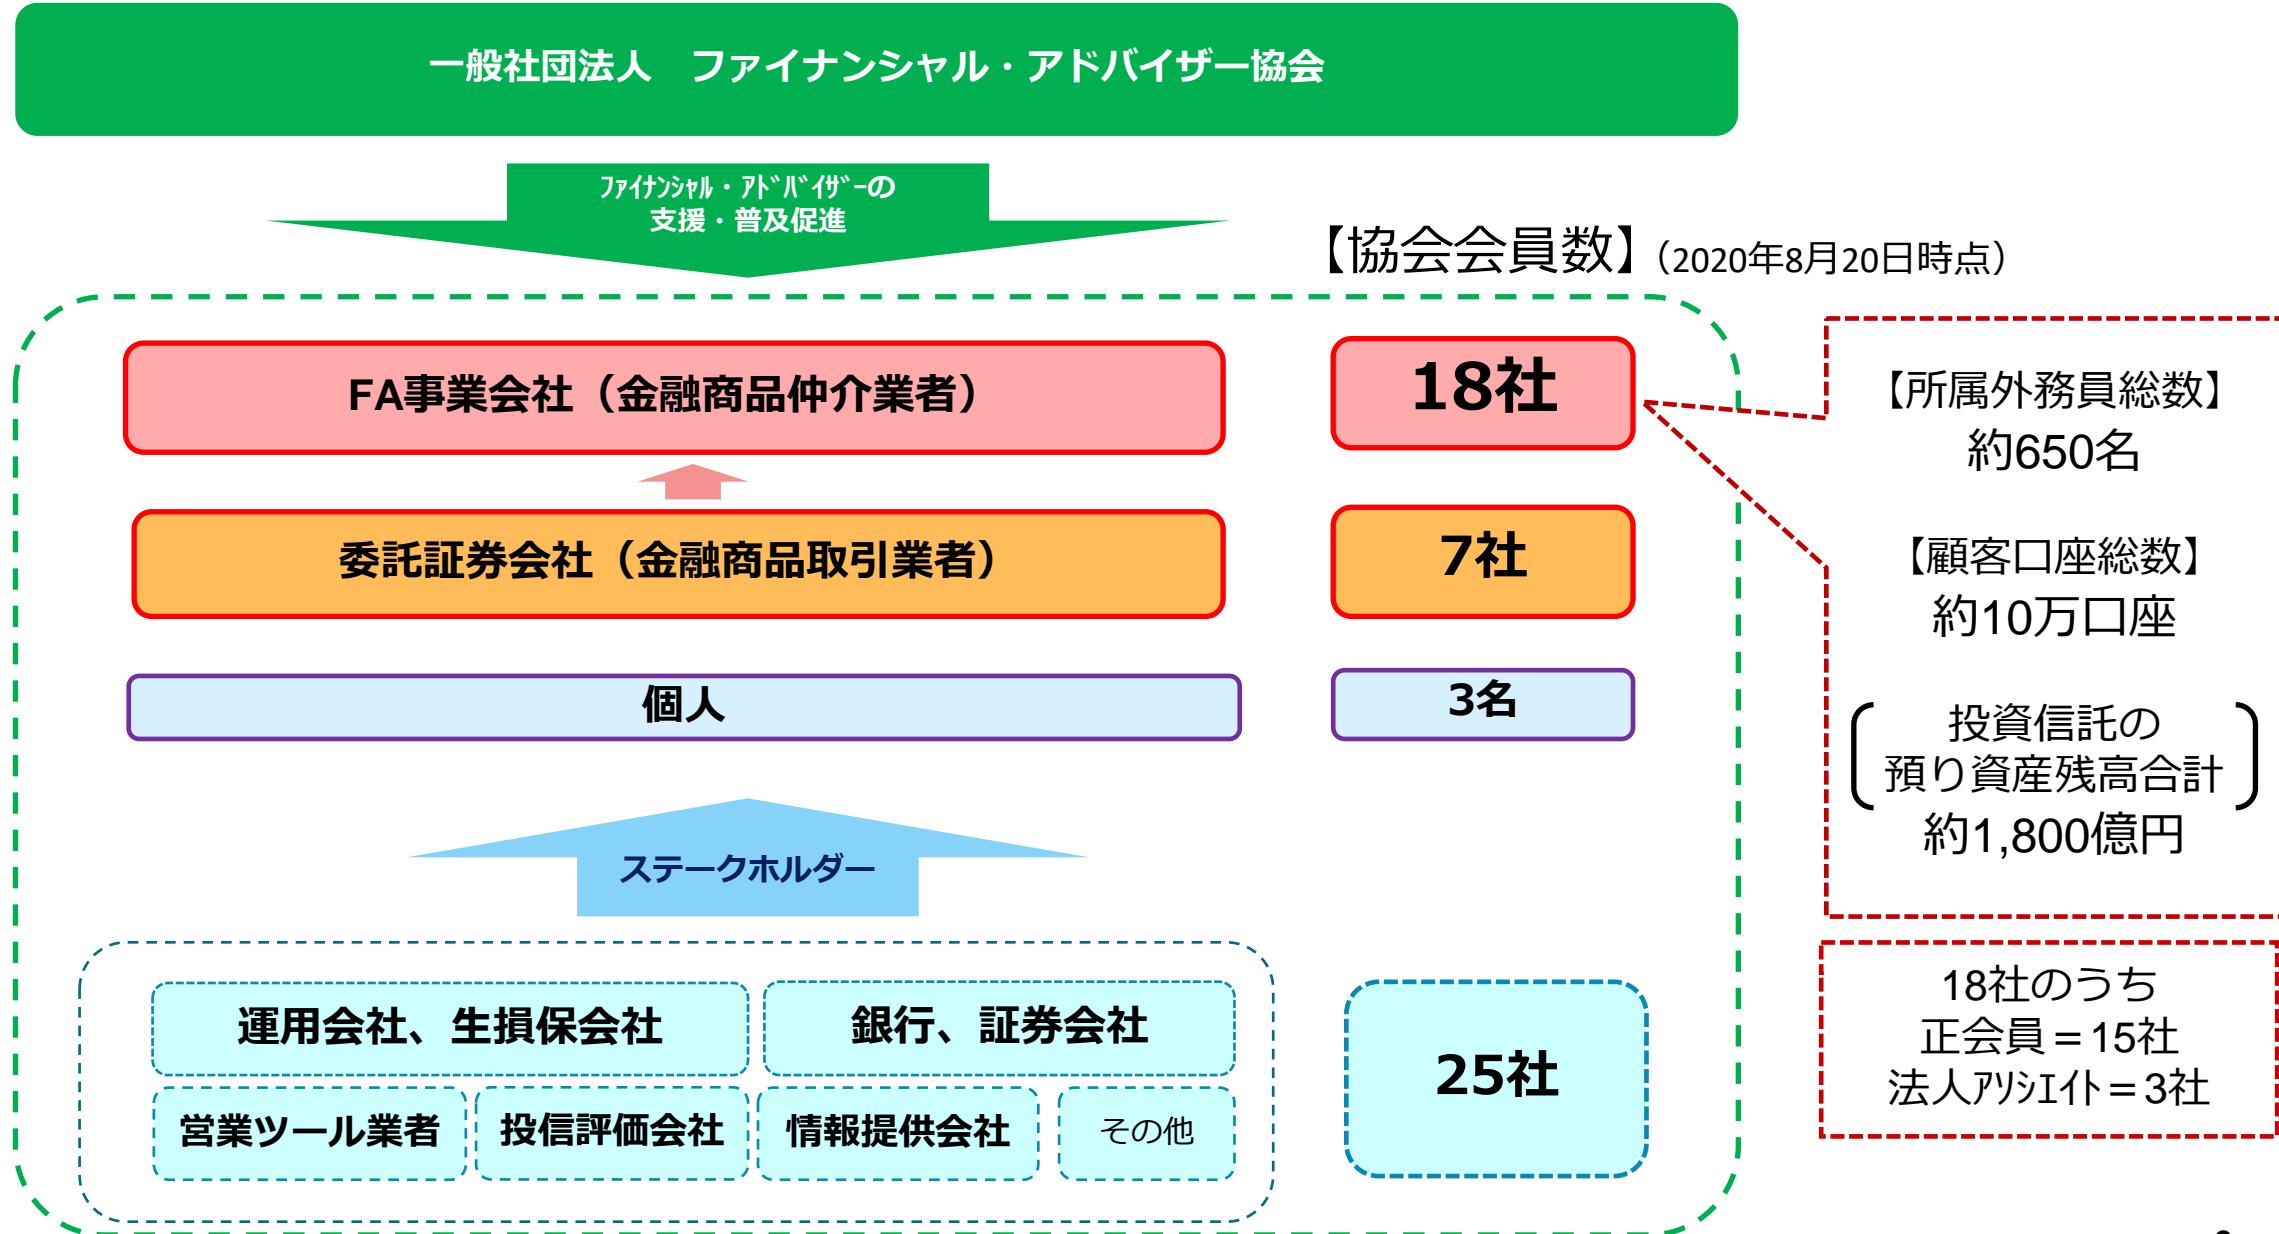 一般社団法人　ファイナンシャル・アドバイザー協会
ﾌｧｲﾅﾝｼｬﾙ・ｱﾄﾞﾊﾞｲｻﾞｰの
支援・普及促進
【協会会員数】（2020年8月20日時点）
FA事業会社（金融商品仲介業者）
18社
委託証券会社（金融商品取引業者）
7社
個人
3名
ステークホルダー
運用会社、生損保会社
銀行、証券会社
営業ツール業者
投信評価会社
情報提供会社
その他
25社
【所属外務員総数】
約650名
【顧客口座総数】
約10万口座
投資信託の
預り資産残高合計
約1,800億円
18社のうち
正会員＝15社
法人ｱｿｼｴｲﾄ＝3社